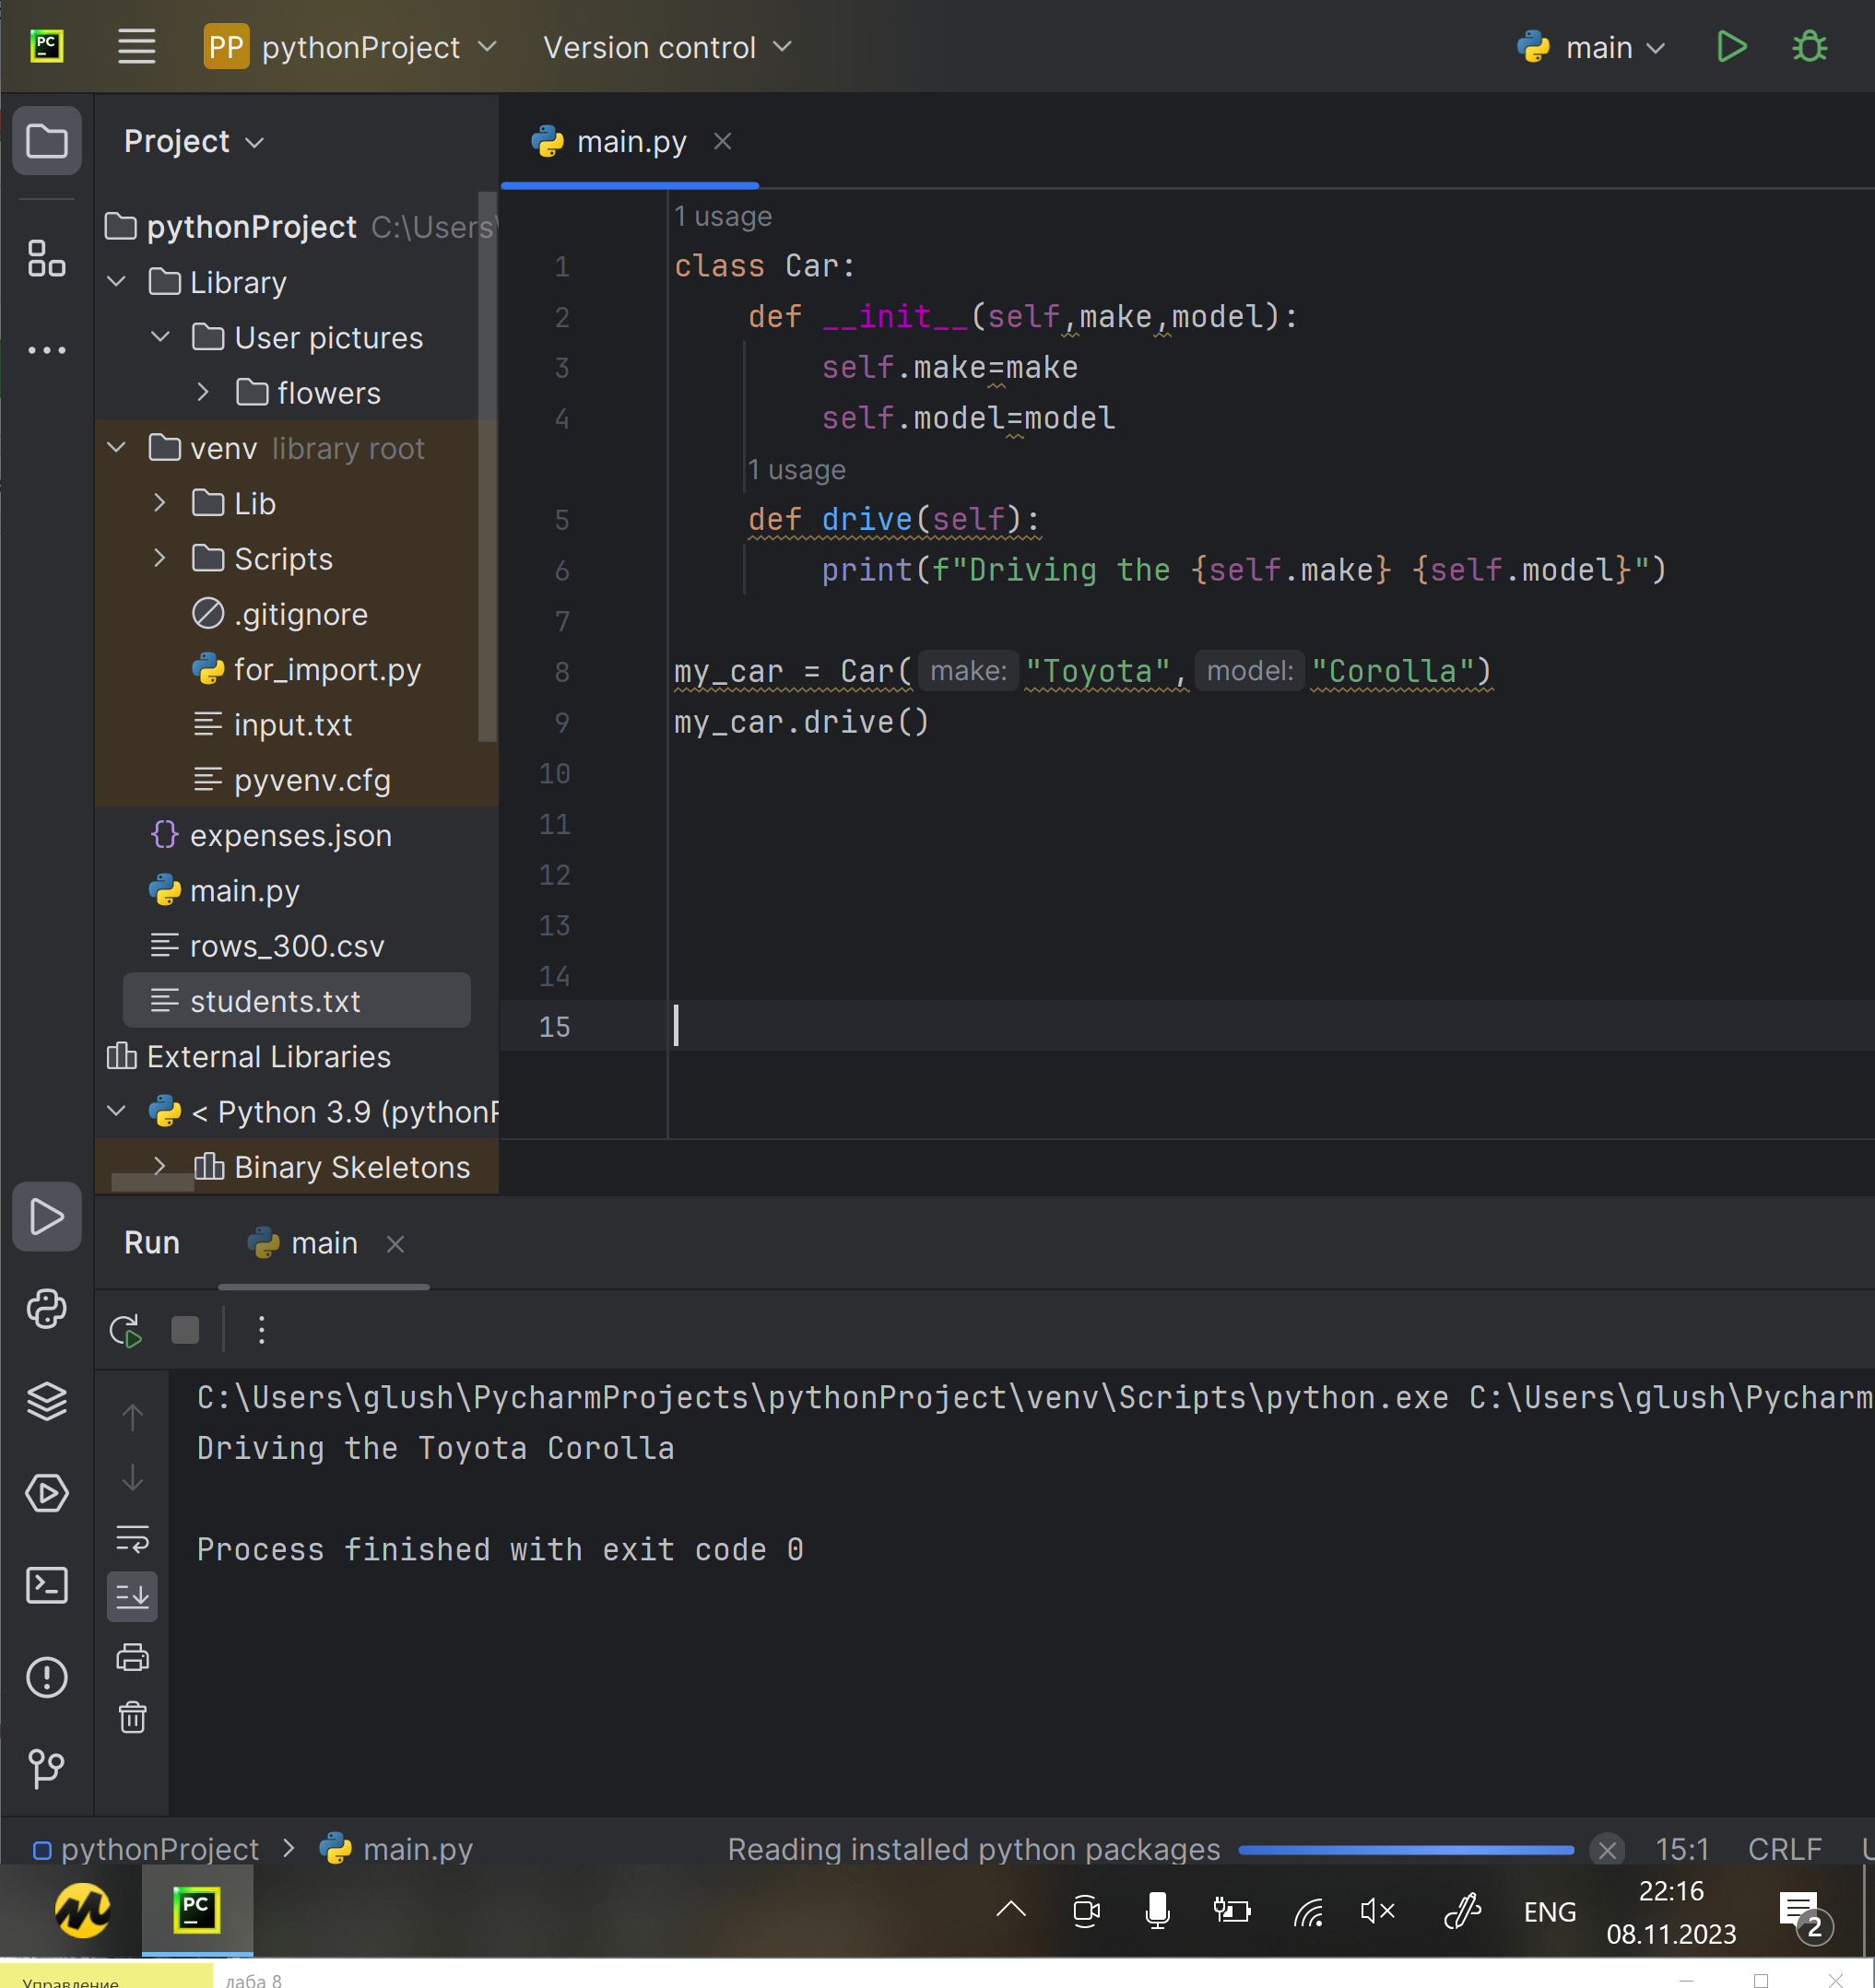 PC
PP pythonProject
Version control
main
Project
main.py
pythonProject C:\Users\
Library
User pictures
flowers
venv library root
Lib
Scripts
.gitignore
for_import.py
input.txt
pyvenv.cfg
expenses.json
main.py
rows_300.csv
students.txt
External Libraries
< Python 3.9 (pythonP
Binary Skeletons
1 usage
1 class Car:
2 def __init__(self,make,model):
3 self.make=make
4 self.model=model
1 usage
5 def drive(self):
6 print(f"Driving the {self.make} {self.model}")
7
8 my_car = Car( make: "Toyota", model: "Corolla")
9 my_car.drive()
10
11
12
13
14
15
Run
main
C:\Users\glush\PycharmProjects\pythonProject\venv\Scripts\python.exe C:\Users\glush\Pycharm
Driving the Toyota Corolla
Process finished with exit code 0
pythonProject > main.py
Reading installed python packages
15:1 CRLF
PC
ENG
22:16
08.11.2023
2
Управление
лаба 8